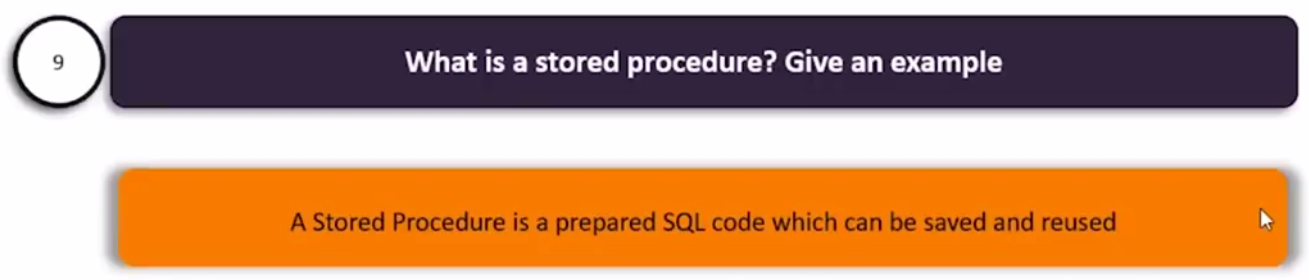 9
What is a stored procedure? Give an example
A Stored Procedure is a prepared SQL code which can be saved and reused